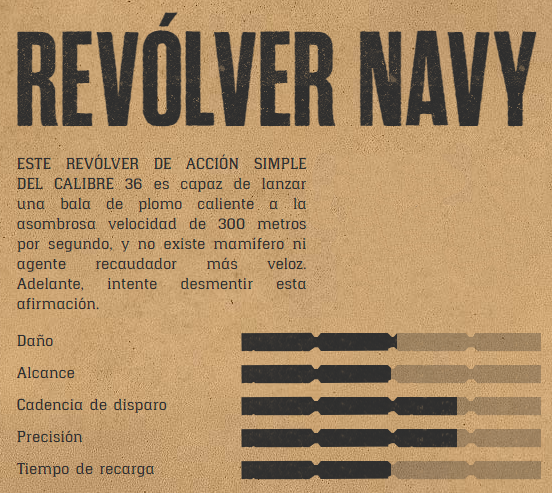 REVÓLVER NAVY
ESTE REVÓLVER DE ACCIÓN SIMPLE
DEL CALIBRE 36 es capaz de lanzar
una bala de plomo caliente a la
asombrosa velocidad de 300 metros
por segundo, y no existe mamífero ni
agente recaudador más veloz.
Adelante, intente desmentir esta
afirmación.
Daño
Alcance
Cadencia de disparo
Precisión
Tiempo de recarga